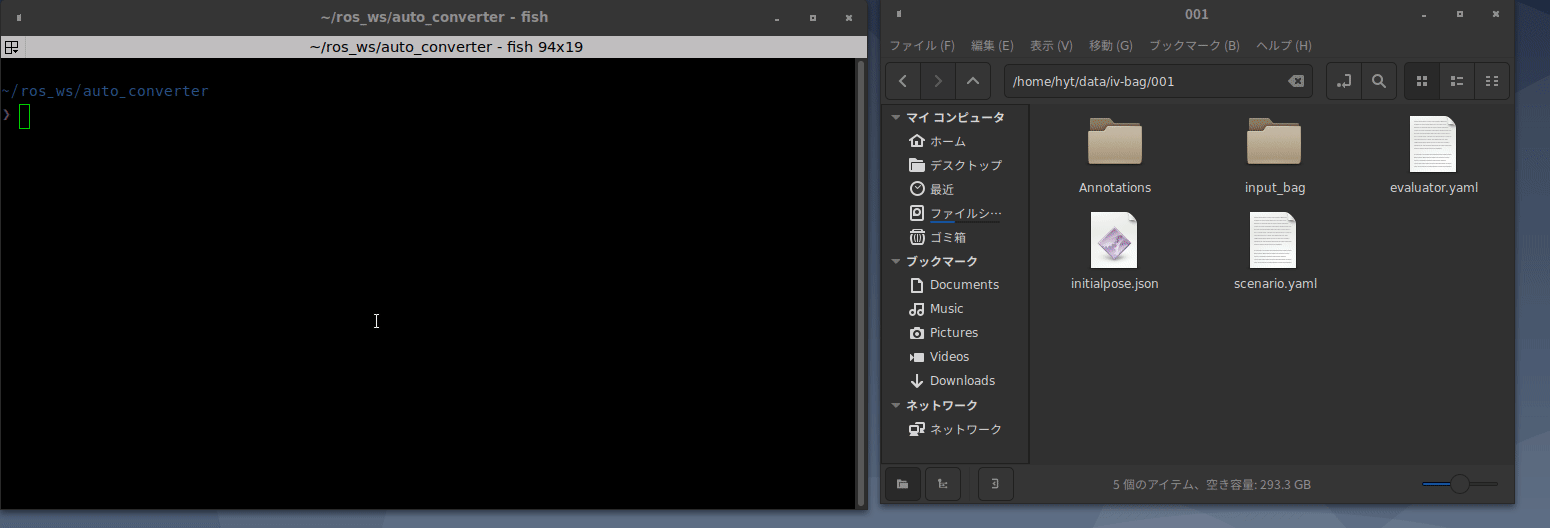 ~/ros_ws/auto_converter - fish
~/ros_ws/auto_converter - fish 94x19
~/ros_ws/auto_converter
❯
001
ファイル (F) 編集 (E) 表示 (V) 移動 (G) ブックマーク (B) ヘルプ (H)
/home/hyt/data/iv-bag/001
マイ コンピュータ
ホーム
デスクトップ
最近
ファイルシ…
ゴミ箱
ブックマーク
Documents
Music
Pictures
Videos
Downloads
ネットワーク
ネットワーク
Annotations
input_bag
evaluator.yaml
initialpose.json
scenario.yaml
5 個のアイテム、空き容量: 293.3 GB